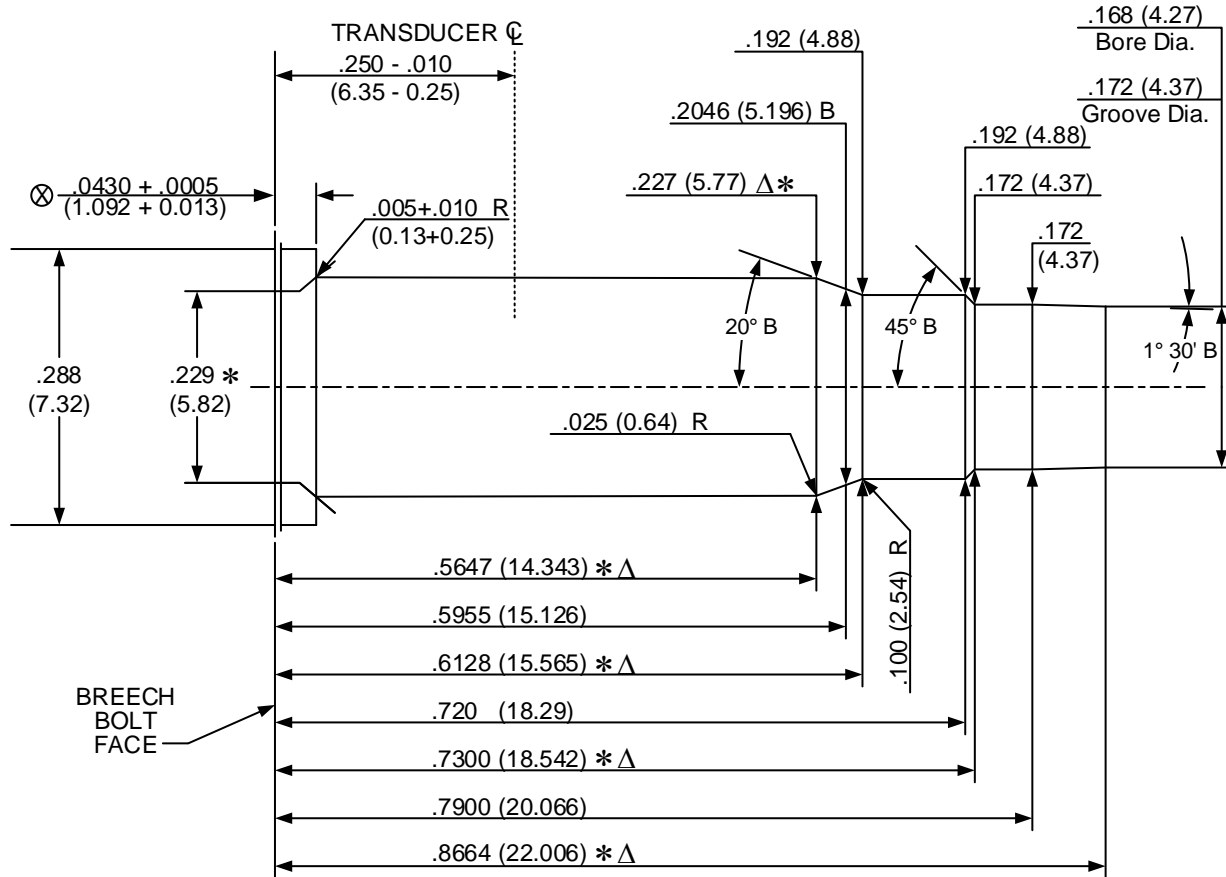 TRANSDUCER ℄
.250 - .010
(6.35 - 0.25)
.192 (4.88)
.168 (4.27)
Bore Dia.
.172 (4.37)
Groove Dia.
.2046 (5.196) B
.192 (4.88)
.227 (5.77) Δ*
.172 (4.37)
⊗ .0430 + .0005
(1.092 + 0.013)
.005+.010 R
(0.13+0.25)
.172
(4.37)
20° B
45° B
1° 30' B
.288
(7.32)
.229 *
(5.82)
.025 (0.64) R
.100 (2.54) R
.5647 (14.343) * Δ
.5955 (15.126)
.6128 (15.565) * Δ
.720 (18.29)
.7300 (18.542) * Δ
.7900 (20.066)
.8664 (22.006) * Δ
BREECH
BOLT
FACE